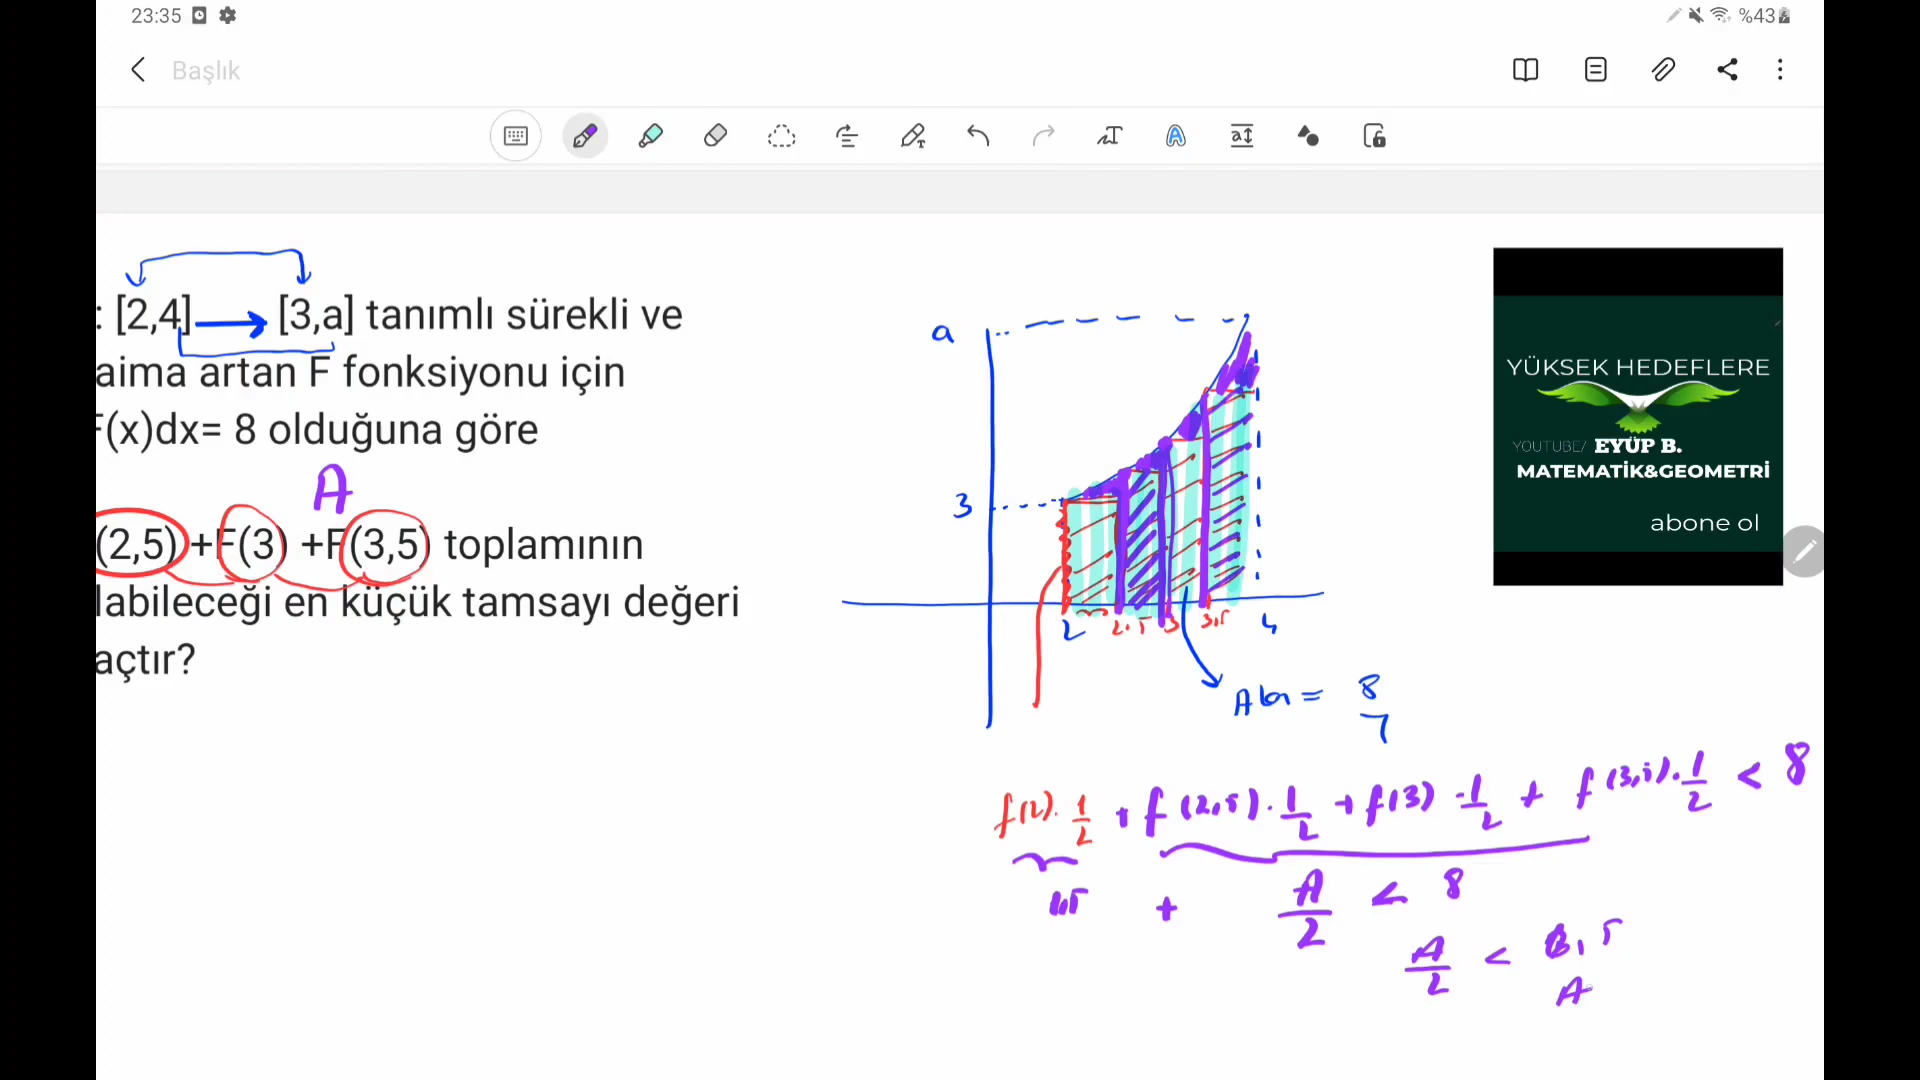 23:35
%43
Başlık
: [2,4] → [3,a] tanımlı sürekli ve
aima artan F fonksiyonu için
F(x)dx= 8 olduğuna göre
A
(2,5) +F(3) +F(3,5) toplamının
labileceği en küçük tamsayı değeri
açtır?
a
3
2 2,5 3 3,5 4
Alan = 8
YÜKSEK HEDEFLERE
YOUTUBE/ EYÜP B.
MATEMATİK&GEOMETRİ
abone ol
f(2). 1/2 + f(2,5). 1/2 + f(3) . 1/2 + f(3,5). 1/2 < 8
1,5 + A/2 < 8
A/2 < 6,5
A